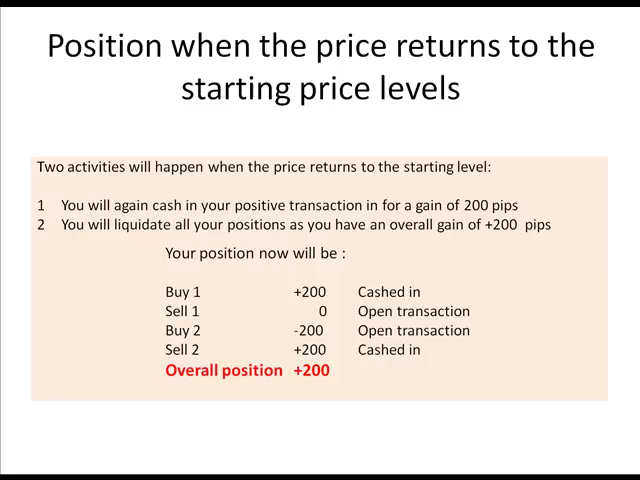 Position when the price returns to the
starting price levels
Two activities will happen when the price returns to the starting level:
1 You will again cash in your positive transaction in for a gain of 200 pips
2 You will liquidate all your positions as you have an overall gain of +200 pips
Your position now will be :
Buy 1 +200 Cashed in
Sell 1 0 Open transaction
Buy 2 -200 Open transaction
Sell 2 +200 Cashed in
Overall position +200